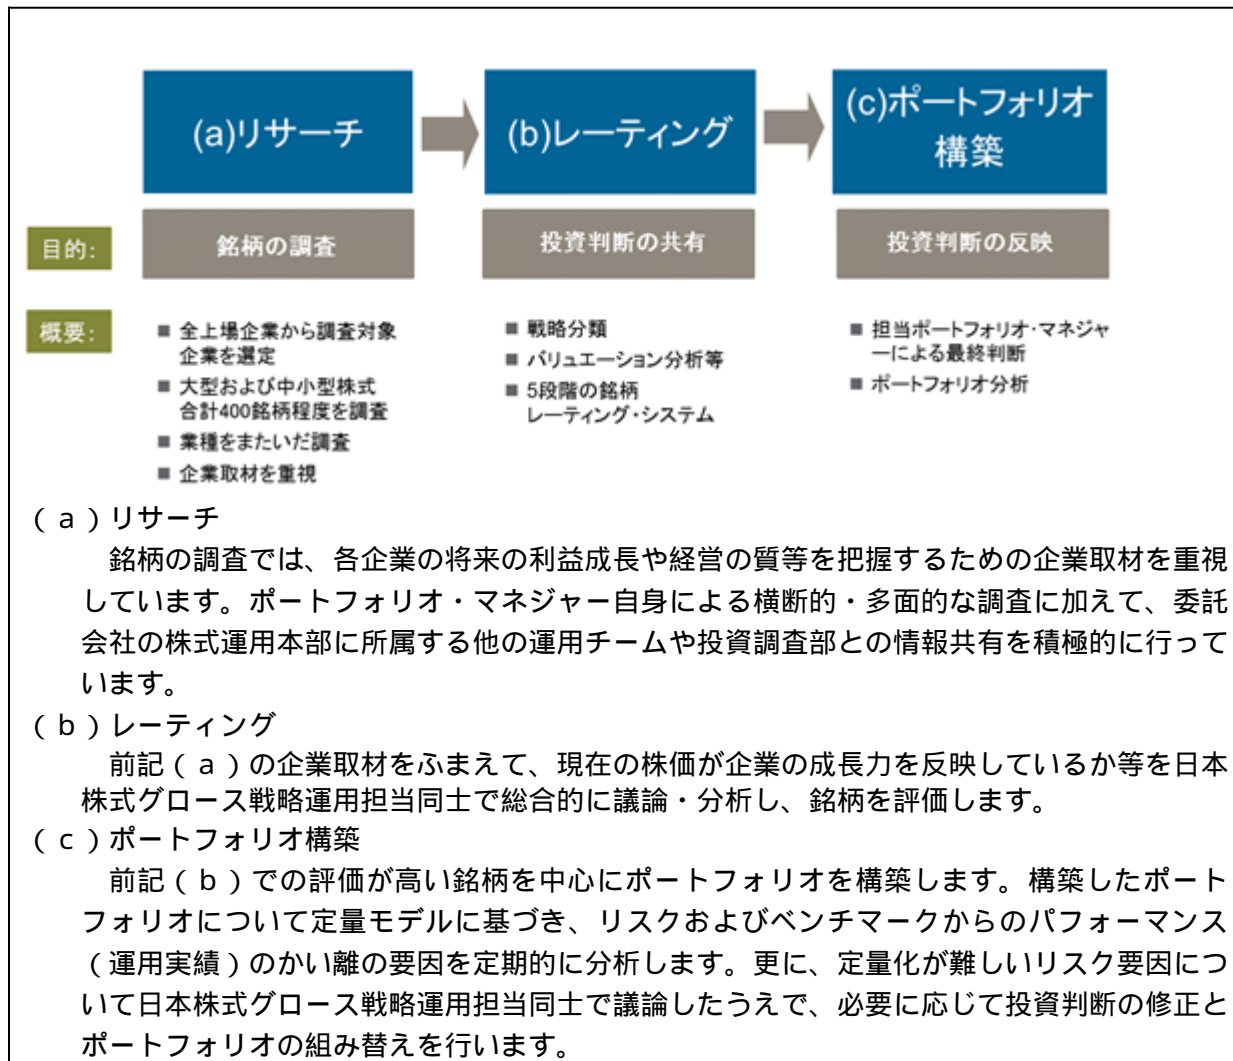 (a)リサーチ
(b)レーティング
(c)ポートフォリオ
構築
目的:
銘柄の調査
投資判断の共有
投資判断の反映
概要:
■ 全上場企業から調査対象
企業を選定
■ 大型および中小型株式
合計400銘柄程度を調査
■ 業種をまたいだ調査
■ 企業取材を重視
■ 戦略分類
■ バリュエーション分析等
■ 5段階の銘柄
レーティング・システム
■ 担当ポートフォリオ・マネジャ
ーによる最終判断
■ ポートフォリオ分析
(a)リサーチ
銘柄の調査では、各企業の将来の利益成長や経営の質等を把握するための企業取材を重視
しています。ポートフォリオ・マネジャー自身による横断的・多面的な調査に加えて、委託
会社の株式運用本部に所属する他の運用チームや投資調査部との情報共有を積極的に行って
います。
(b)レーティング
前記(a)の企業取材をふまえて、現在の株価が企業の成長力を反映しているか等を日本
株式グロース戦略運用担当同士で総合的に議論・分析し、銘柄を評価します。
(c)ポートフォリオ構築
前記(b)での評価が高い銘柄を中心にポートフォリオを構築します。構築したポート
フォリオについて定量モデルに基づき、リスクおよびベンチマークからのパフォーマンス
(運用実績)のかい離の要因を定期的に分析します。更に、定量化が難しいリスク要因につ
いて日本株式グロース戦略運用担当同士で議論したうえで、必要に応じて投資判断の修正と
ポートフォリオの組み替えを行います。